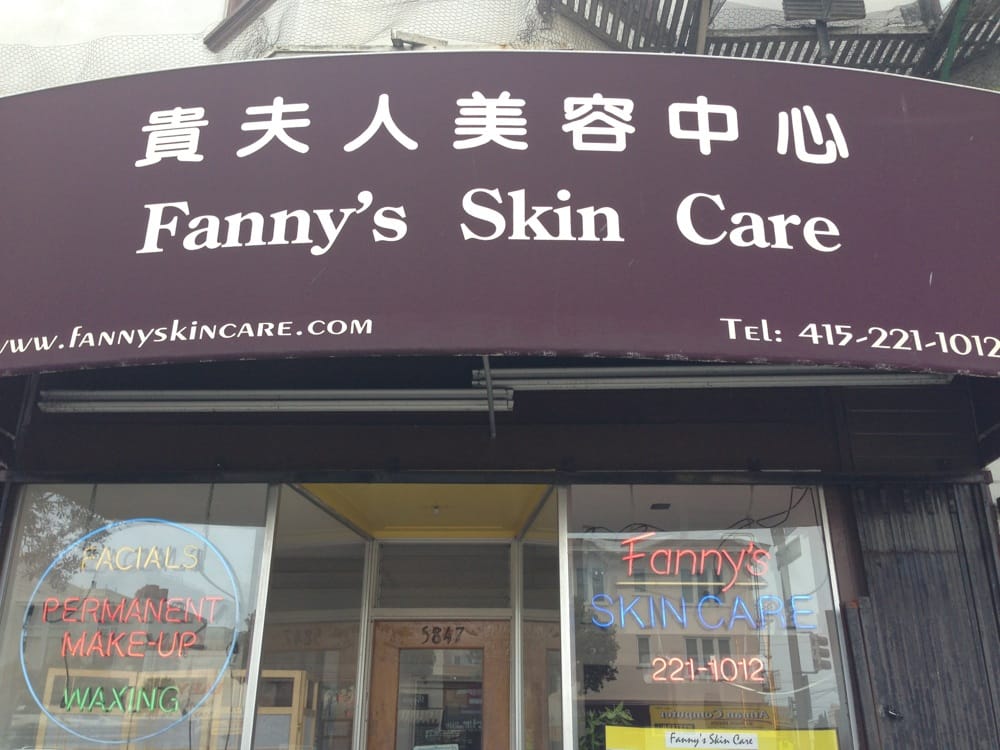 貴夫人美容中心
Fanny's Skin Care
www.fannyskincare.com
Tel: 415-221-1012
FACIALS
PERMANENT
MAKE-UP
WAXING
5847
Fanny's
SKIN CARE
221-1012
Fanny's Skin Care